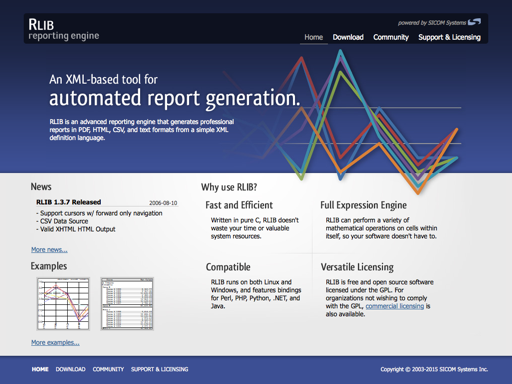 RLIB
reporting engine
powered by SICOM Systems
Home Download Community Support & Licensing
An XML-based tool for
automated report generation.
RLIB is an advanced reporting engine that generates professional
reports in PDF, HTML, CSV, and text formats from a simple XML
definition language.
News
RLIB 1.3.7 Released 2006-08-10
- Support cursors w/ forward only navigation
- CSV Data Source
- Valid XHTML HTML Output
More news...
Examples
More examples...
Why use RLIB?
Fast and Efficient
Written in pure C, RLIB doesn't
waste your time or valuable
system resources.
Full Expression Engine
RLIB can perform a variety of
mathematical operations on cells within
itself, so your software doesn't have to.
Compatible
RLIB runs on both Linux and
Windows, and features bindings
for Perl, PHP, Python, .NET, and
Java.
Versatile Licensing
RLIB is free and open source software
licensed under the GPL. For
organizations not wishing to comply
with the GPL, commercial licensing is
also available.
HOME DOWNLOAD COMMUNITY SUPPORT & LICENSING
Copyright © 2003-2015 SICOM Systems Inc.